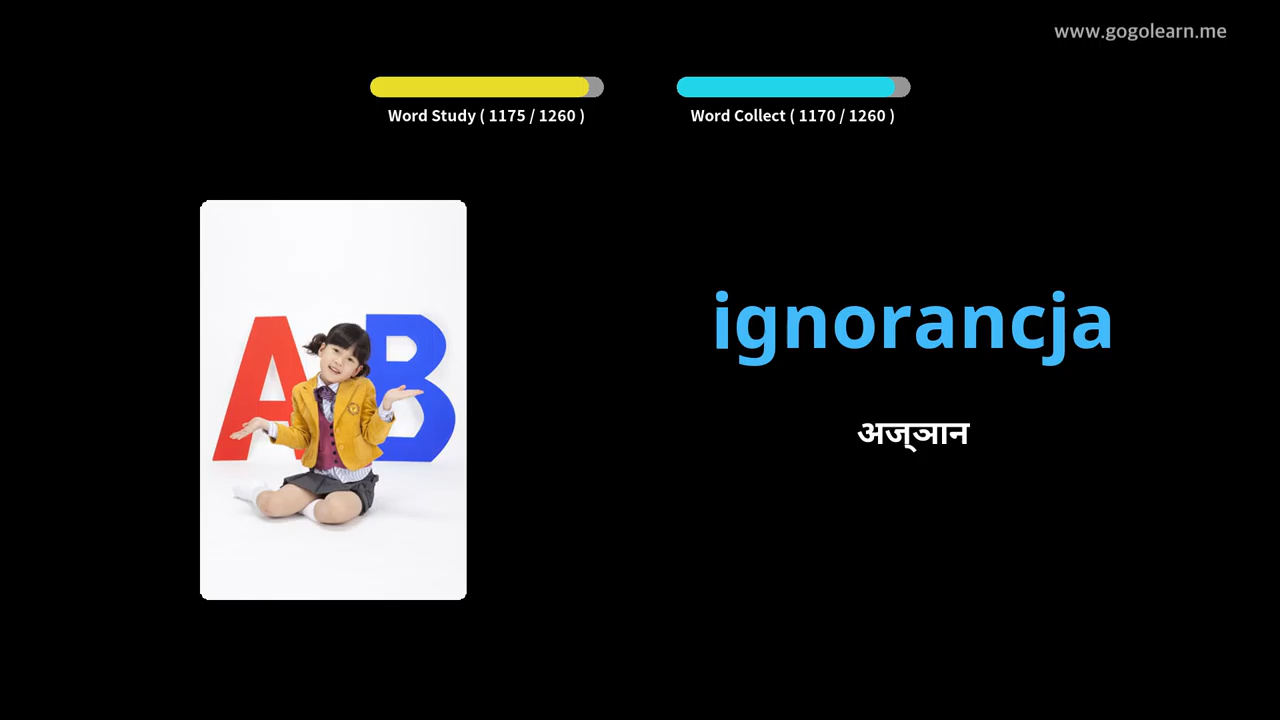 www.gogolearn.me
Word Study ( 1175 / 1260 )
Word Collect ( 1170 / 1260 )
A B
ignorancja
अज्ञान